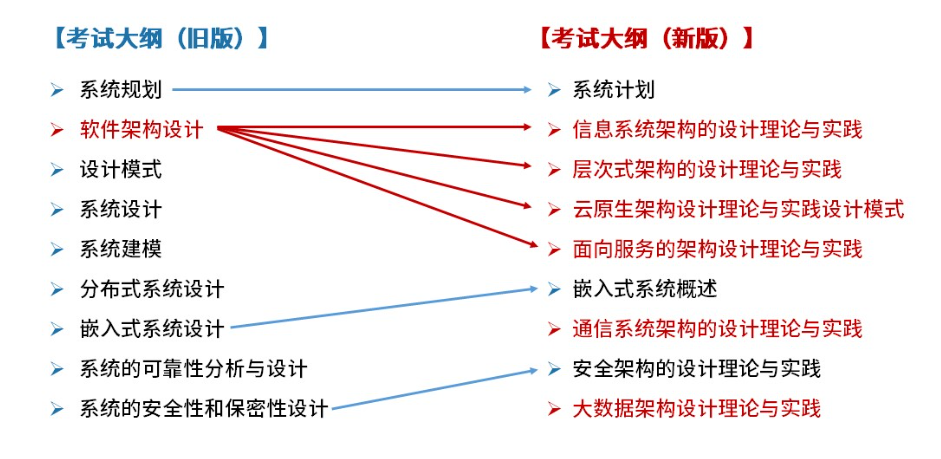 【考试大纲（旧版）】
系统规划
软件架构设计
设计模式
系统设计
系统建模
分布式系统设计
嵌入式系统设计
系统的可靠性分析与设计
系统的安全性和保密性设计
【考试大纲（新版）】
系统计划
信息系统架构的设计理论与实践
层次式架构的设计理论与实践
云原生架构设计理论与实践设计模式
面向服务的架构设计理论与实践
嵌入式系统概述
通信系统架构的设计理论与实践
安全架构的设计理论与实践
大数据架构设计理论与实践